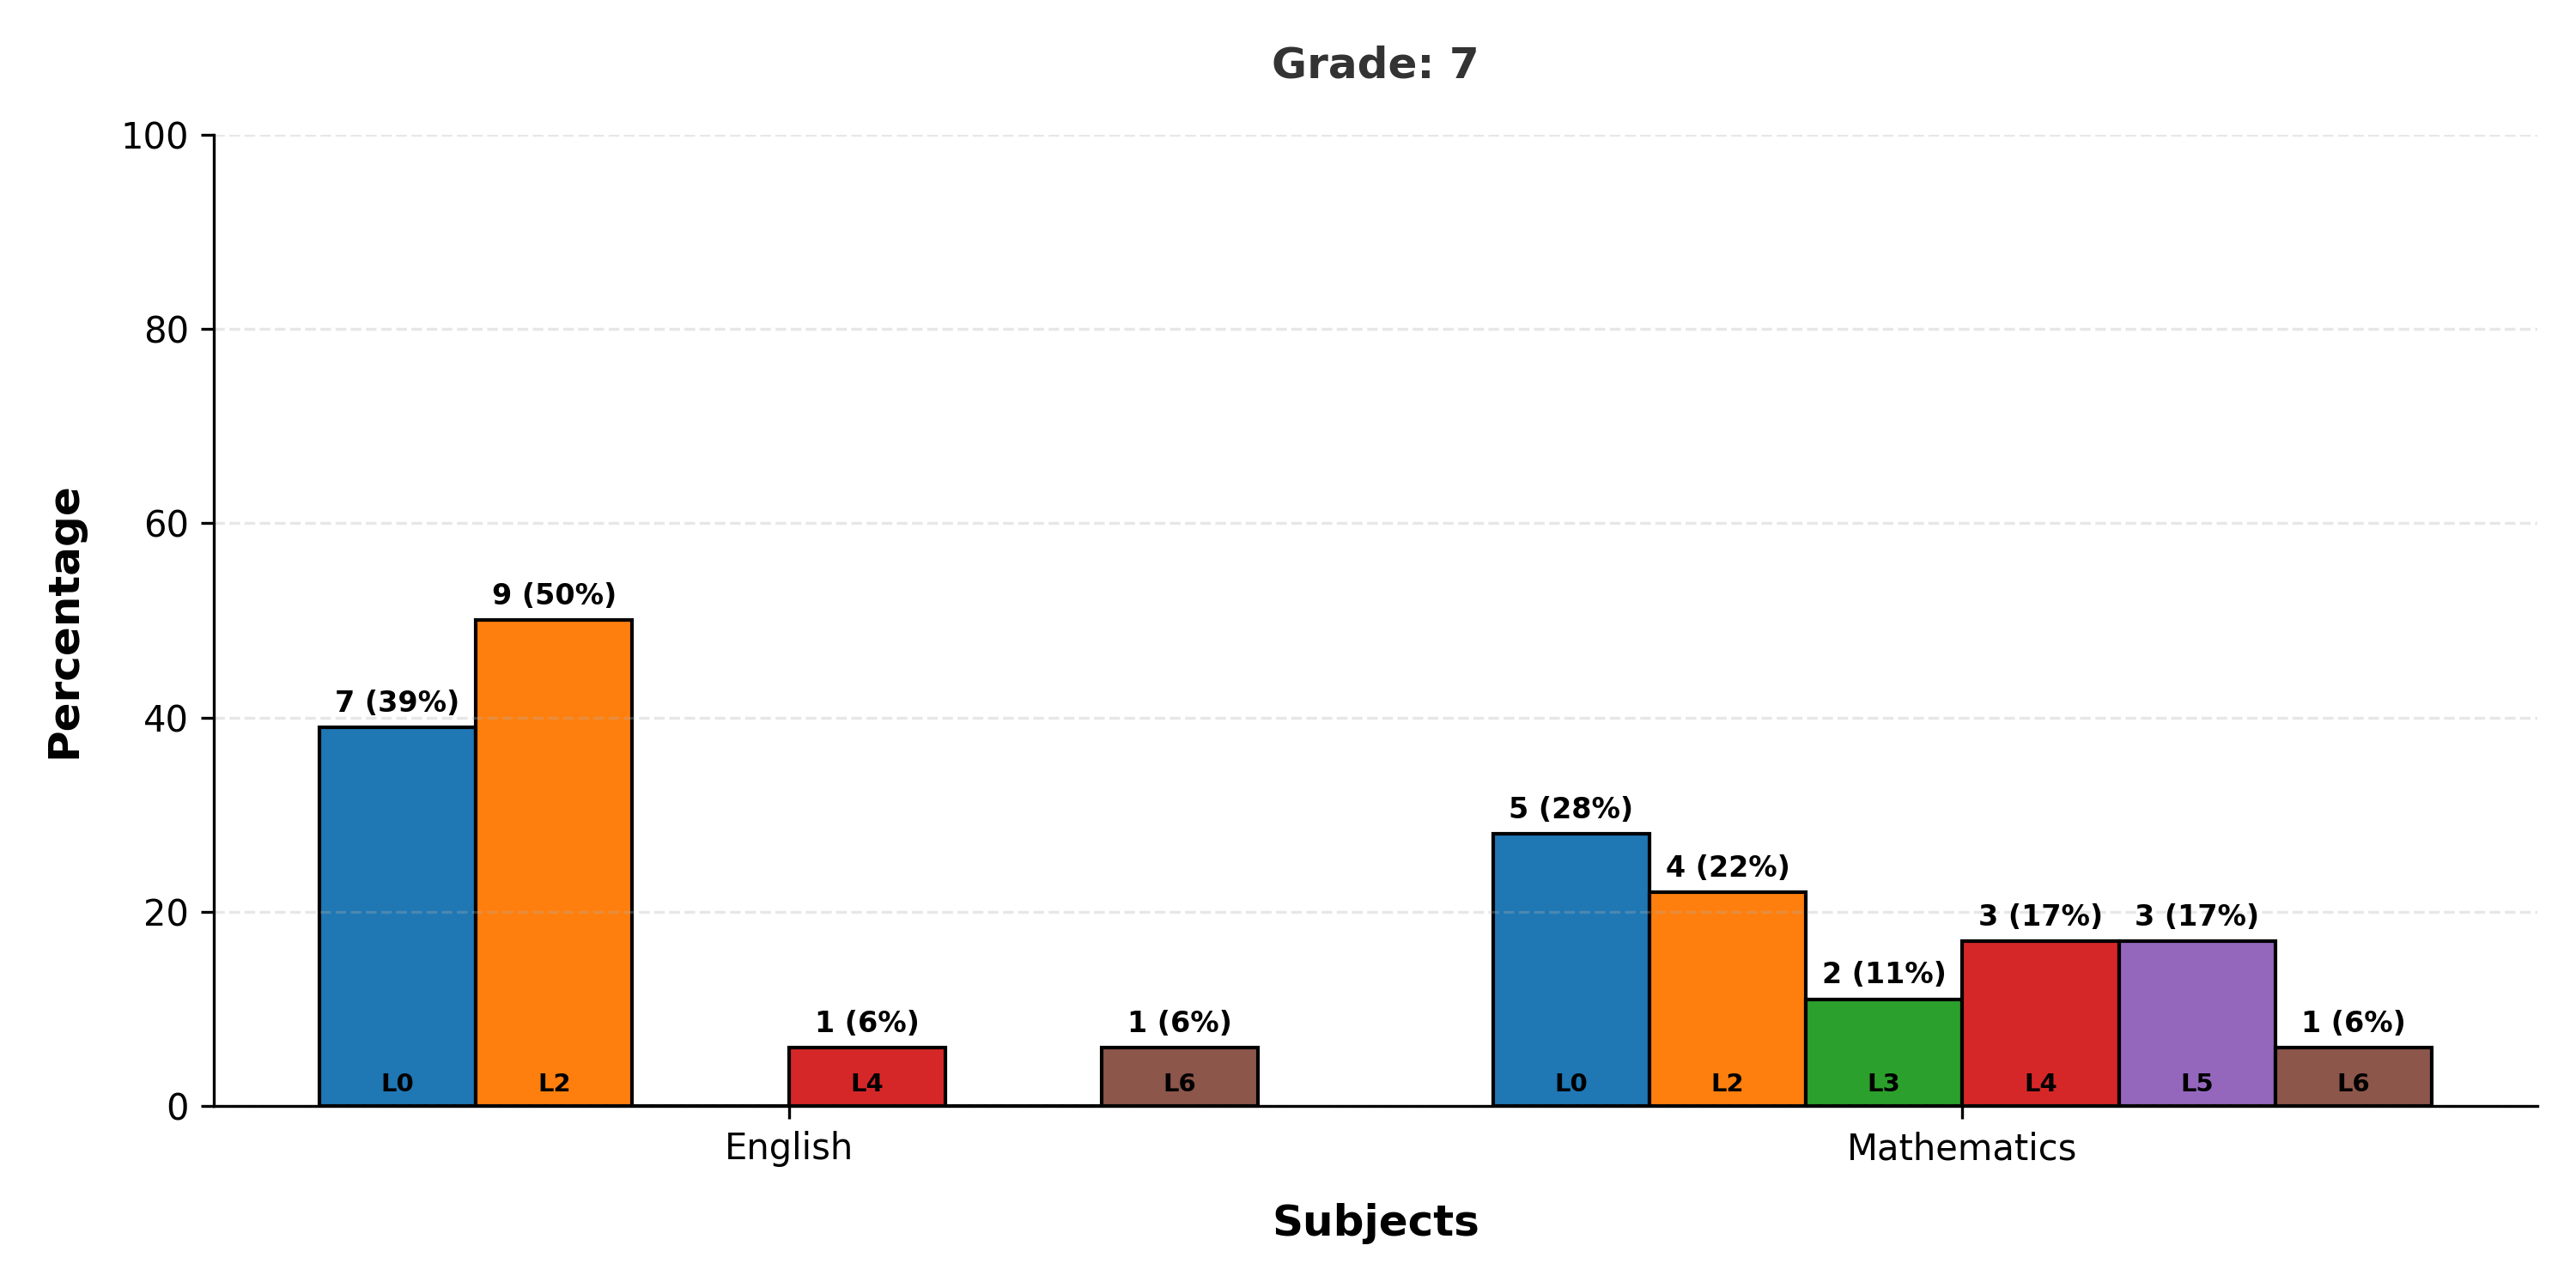 Grade: 7
Percentage
100
80
60
40
20
0
7 (39%)
9 (50%)
1 (6%)
1 (6%)
5 (28%)
4 (22%)
2 (11%)
3 (17%)
3 (17%)
1 (6%)
L0
L2
L4
L6
L0
L2
L3
L4
L5
L6
English
Mathematics
Subjects